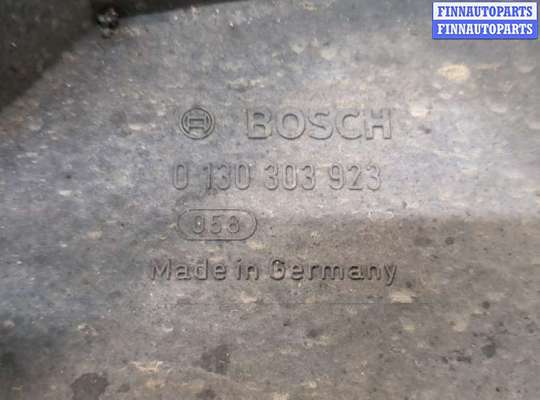 FINNAUTOPARTS
FINNAUTOPARTS
BOSCH
0 130 303 923
958
Made in Germany